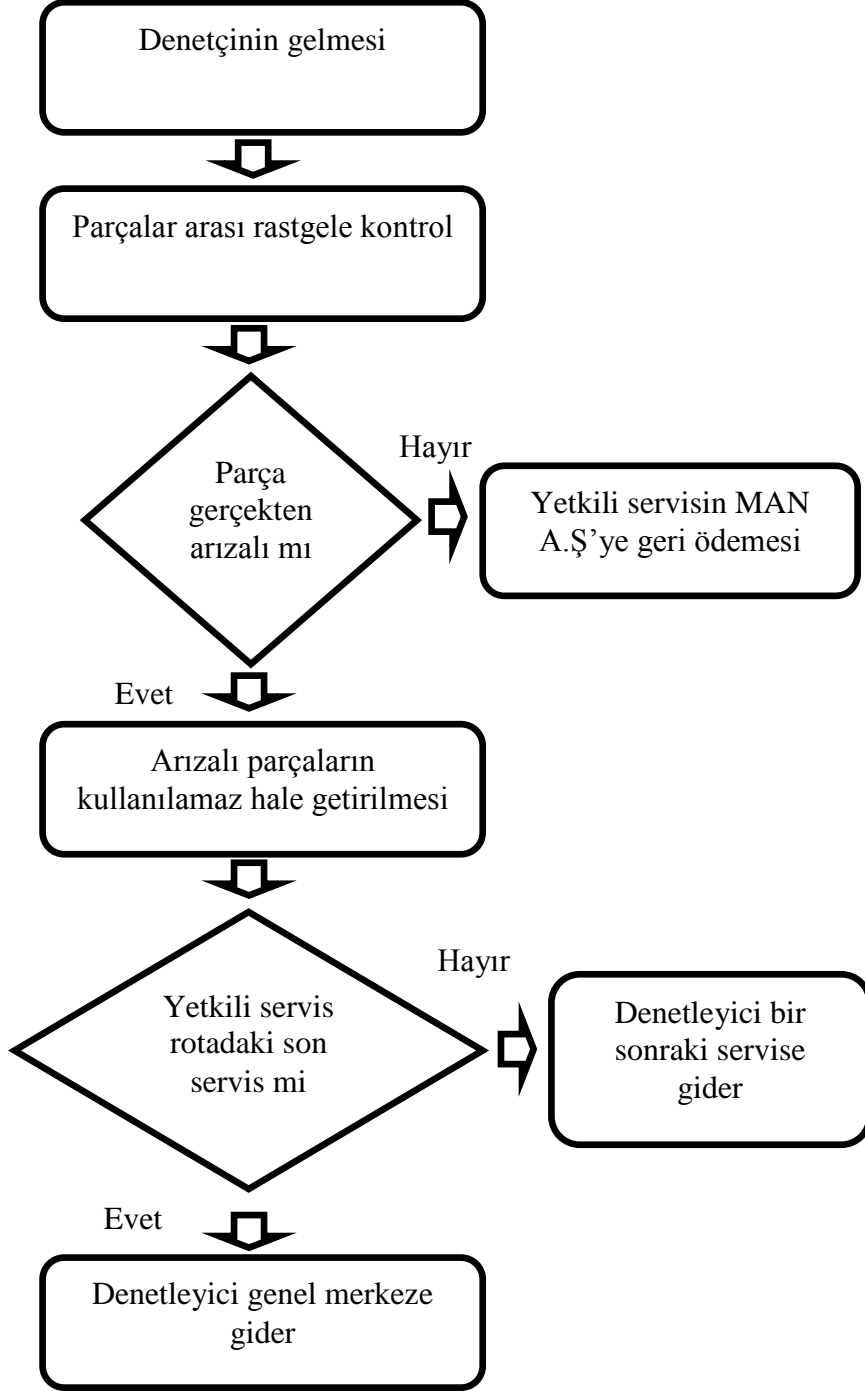 Denetçinin gelmesi
Parçalar arası rastgele kontrol
Parça
gerçekten
arızalı mı
Hayır
Yetkili servisin MAN
A.Ş’ye geri ödemesi
Evet
Arızalı parçaların
kullanılamaz hale getirilmesi
Yetkili servis
rotadaki son
servis mi
Hayır
Denetleyici bir
sonraki servise
gider
Evet
Denetleyici genel merkeze
gider